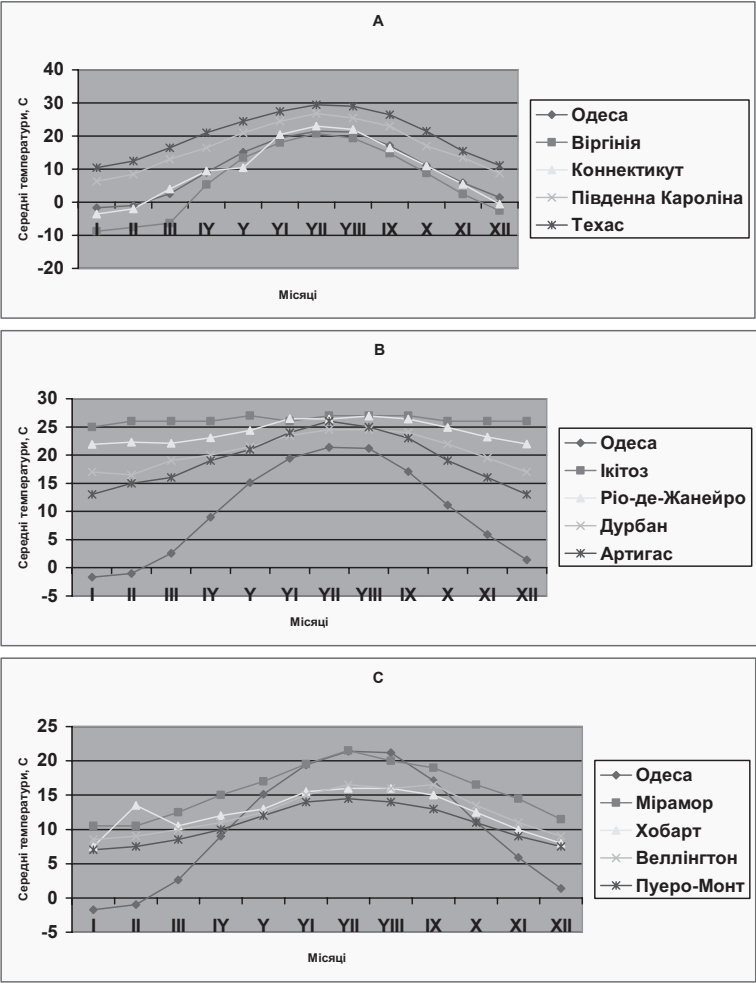 А
Середні температури, С
40
30
20
10
0
-10
-20
I II III IY Y YI YII YIII IX X XI XII
Місяці
Одеса
Віргінія
Коннектикут
Південна Кароліна
Техас
В
Середні температури, С
30
25
20
15
10
5
0
-5
I II III IY Y YI YII YIII IX X XI XII
Місяці
Одеса
Ікітоз
Ріо-де-Жанейро
Дурбан
Артигас
С
Середні температури, С
25
20
15
10
5
0
-5
I II III IY Y YI YII YIII IX X XI XII
Місяці
Одеса
Мірамор
Хобарт
Веллінгтон
Пуеро-Монт